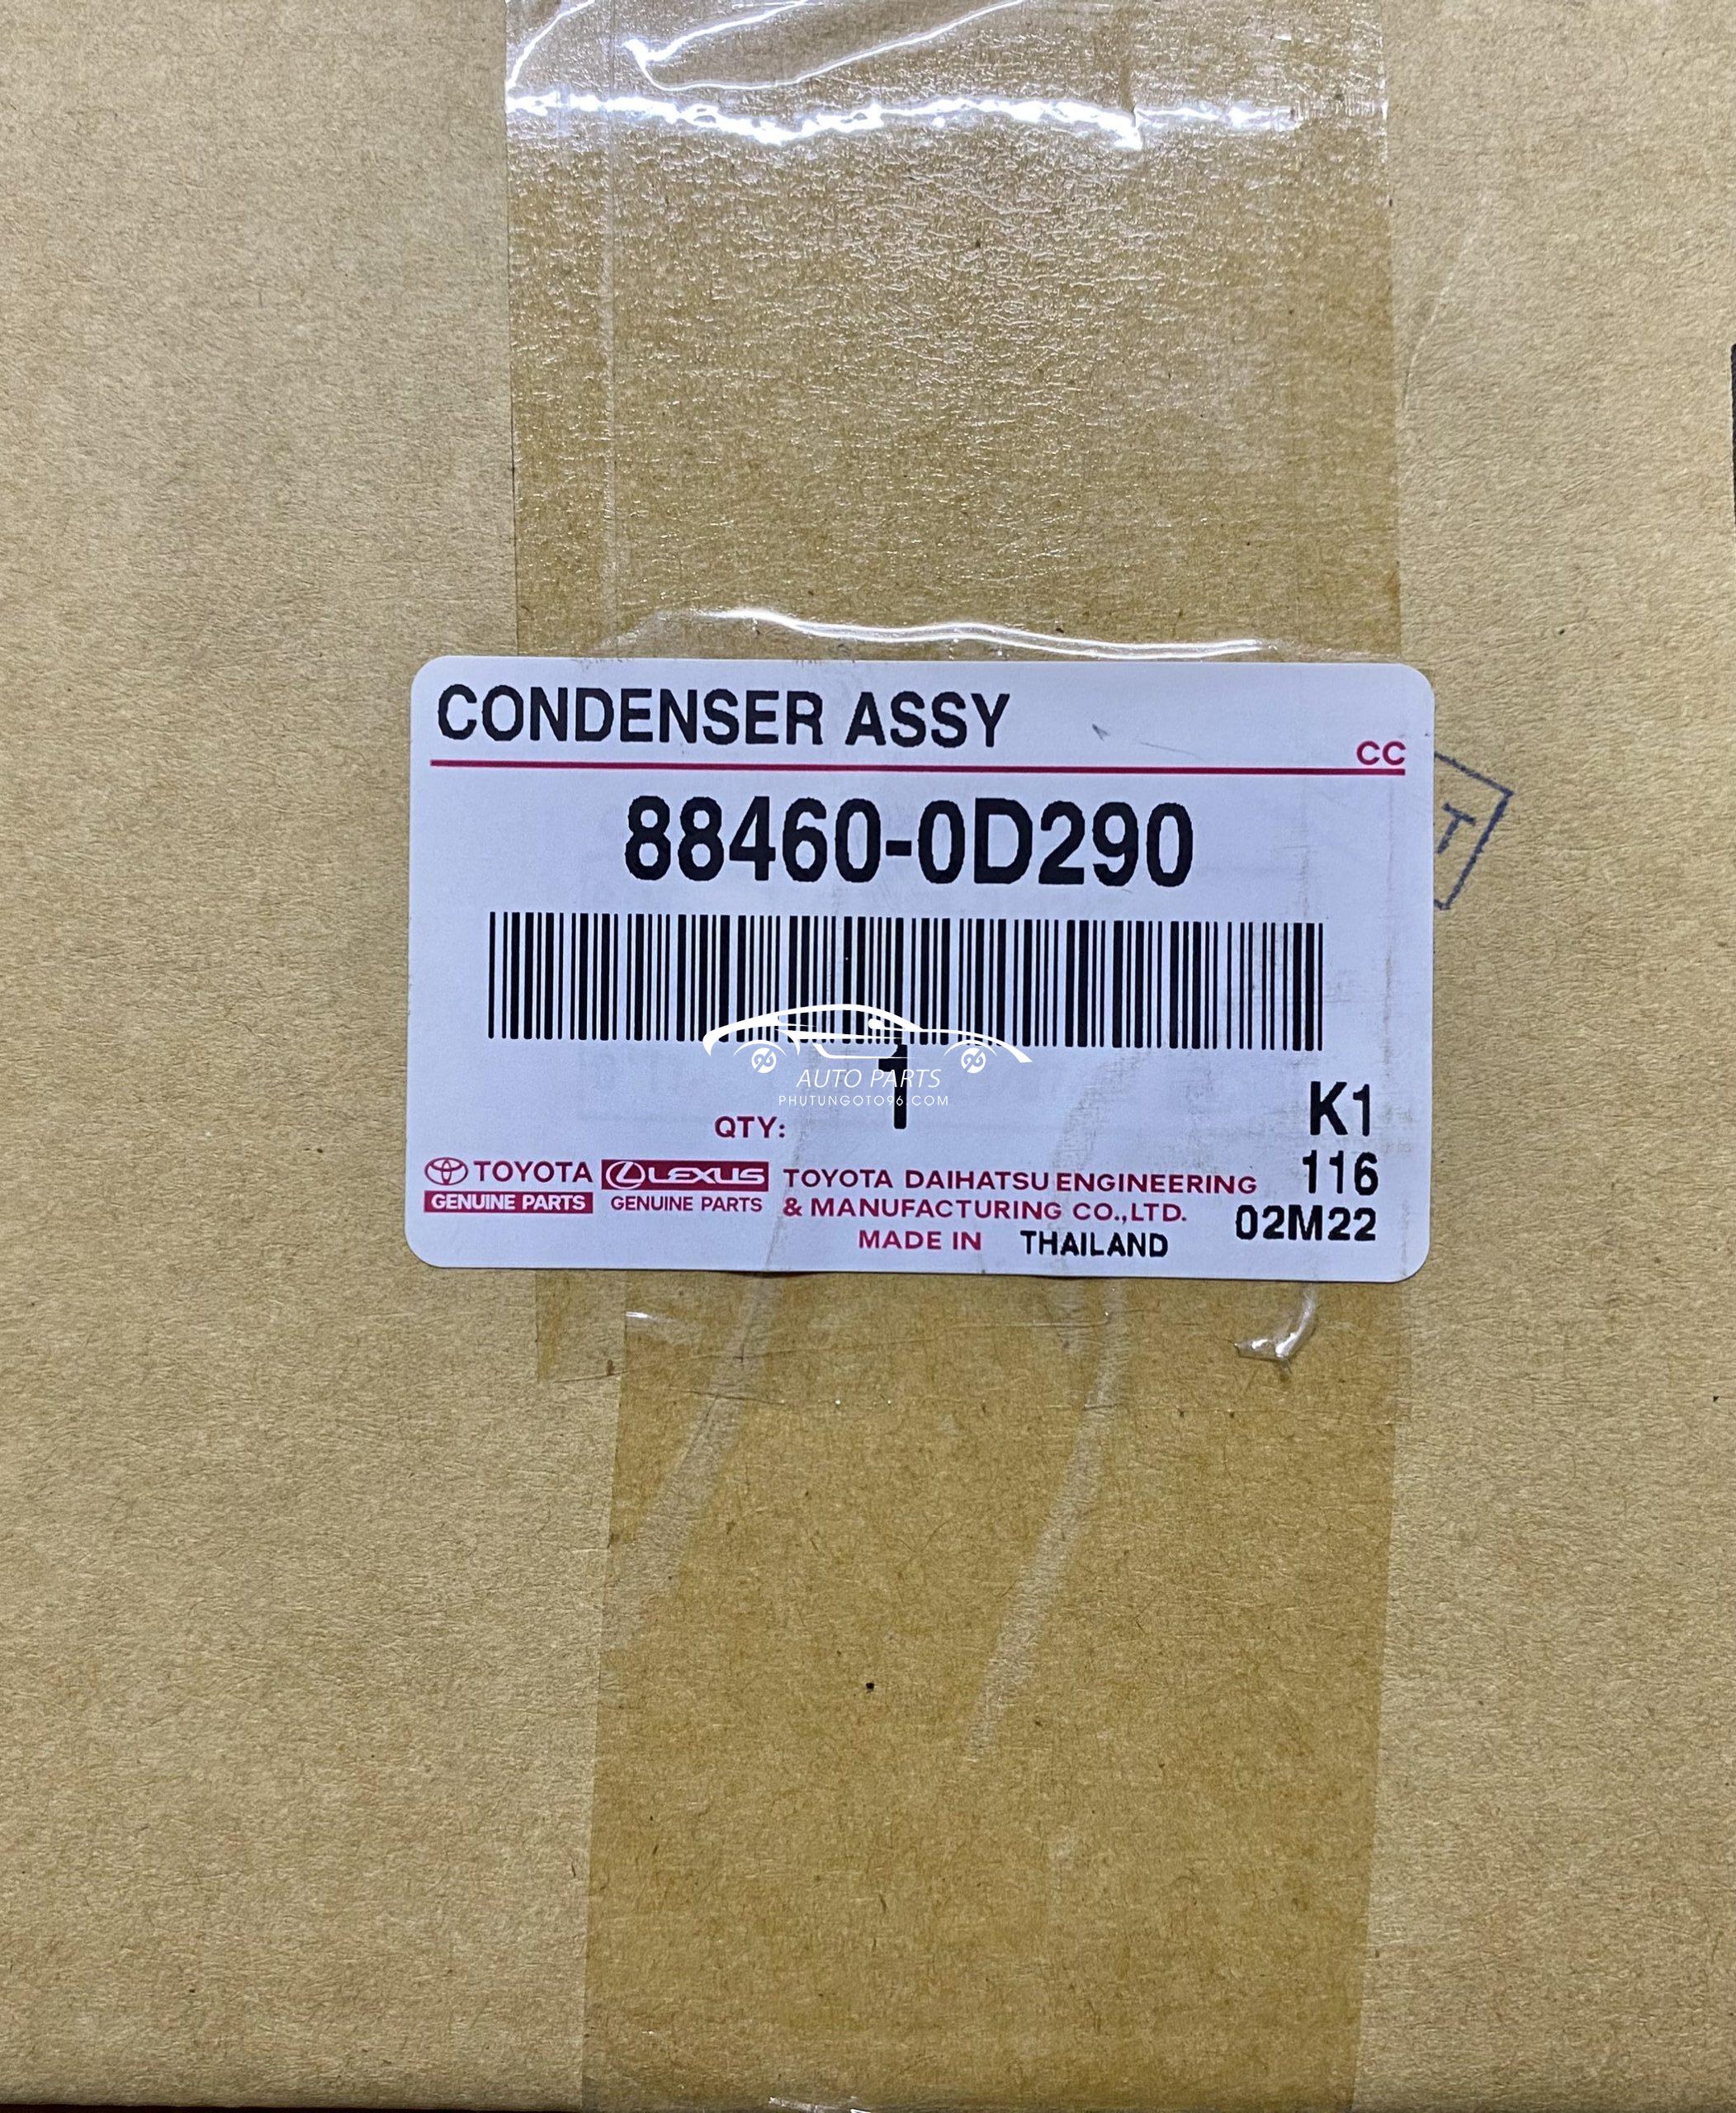 CONDENSER ASSY
CC
88460-0D290
T
AUTO PARTS
PHUTUNGOTO96.COM
QTY: 1
K1
TOYOTA LEXUS TOYOTA DAIHATSU ENGINEERING 116
GENUINE PARTS GENUINE PARTS & MANUFACTURING CO.,LTD. 02M22
MADE IN THAILAND